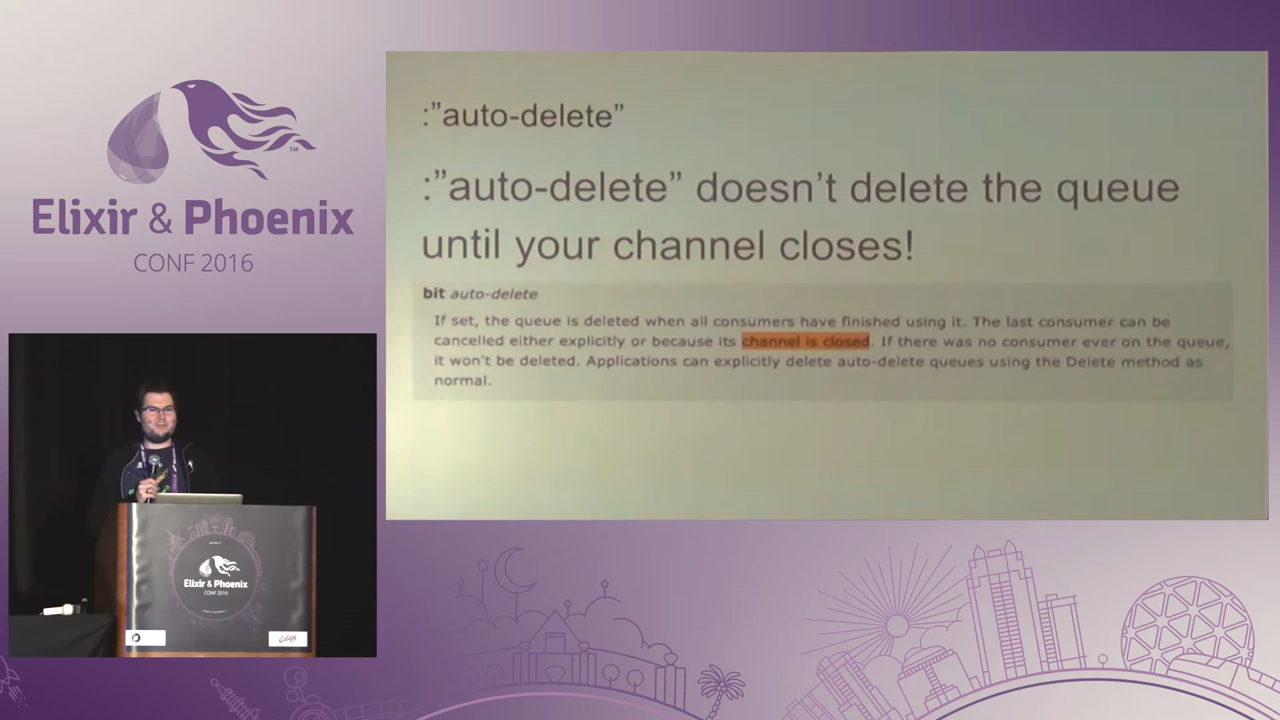 Elixir & Phoenix
TM
CONF 2016
:”auto-delete”
:”auto-delete” doesn’t delete the queue
until your channel closes!
bit auto-delete
If set, the queue is deleted when all consumers have finished using it. The last consumer can be
cancelled either explicitly or because its channel is closed. If there was no consumer ever on the queue,
it won't be deleted. Applications can explicitly delete auto-delete queues using the Delete method as
normal.
Elixir & Phoenix
CONF 2016